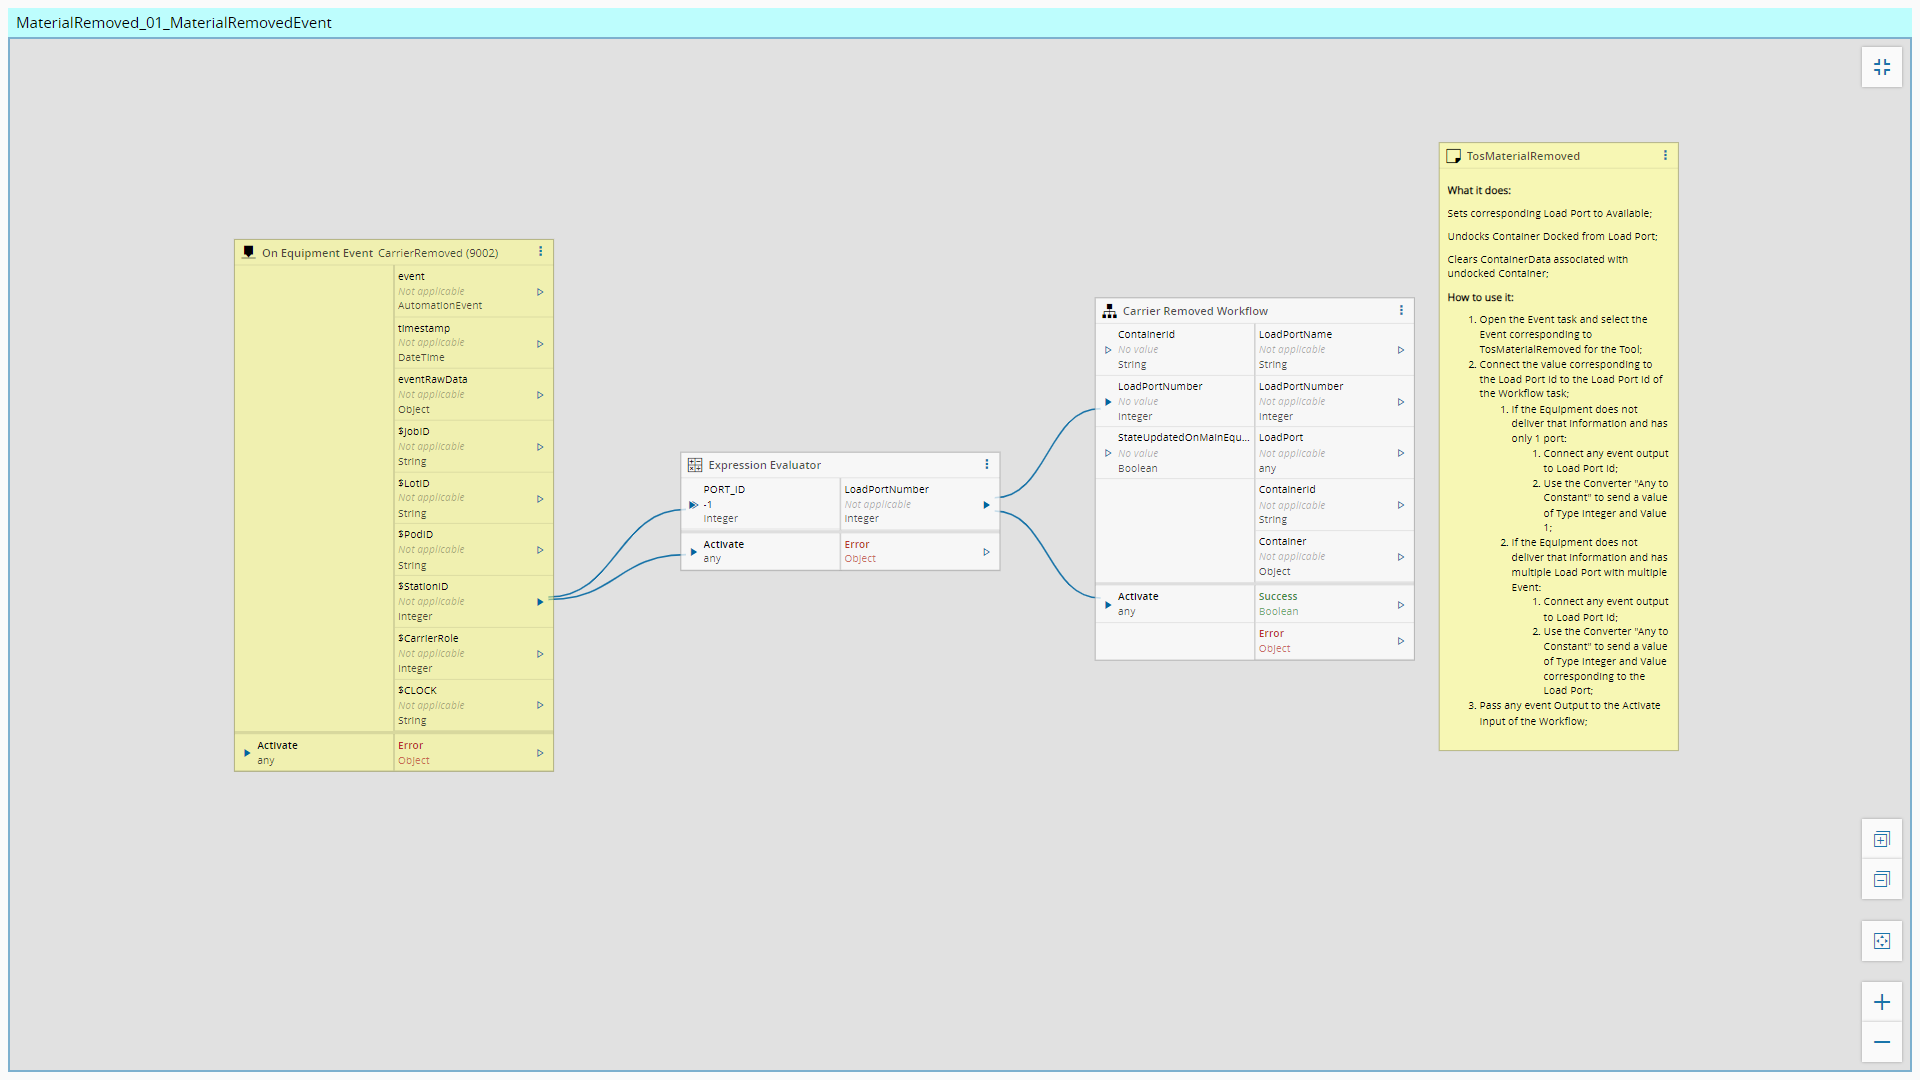 MaterialRemoved_01_MaterialRemovedEvent
On Equipment Event CarrierRemoved (9002)
event
Not applicable
AutomationEvent
timestamp
Not applicable
DateTime
eventRawData
Not applicable
Object
$JobID
Not applicable
String
$LotID
Not applicable
String
$PodID
Not applicable
String
$StationID
Not applicable
Integer
$CarrierRole
Not applicable
Integer
$CLOCK
Not applicable
String
Activate
any
Error
Object
Expression Evaluator
PORT_ID
-1
Integer
LoadPortNumber
Not applicable
Integer
Activate
any
Error
Object
Carrier Removed Workflow
ContainerId
No value
String
LoadPortName
Not applicable
String
LoadPortNumber
No value
Integer
LoadPortNumber
Not applicable
Integer
StateUpdatedOnMainEqu...
No value
Boolean
LoadPort
Not applicable
any
ContainerId
Not applicable
String
Container
Not applicable
Object
Activate
any
Success
Boolean
Error
Object
TosMaterialRemoved
What it does:
Sets corresponding Load Port to Available;
Undocks Container Docked from Load Port;
Clears ContainerData associated with
undocked Container;
How to use it:
1. Open the Event task and select the
Event corresponding to
TosMaterialRemoved for the Tool;
2. Connect the value corresponding to
the Load Port Id to the Load Port Id of
the Workflow task;
1. If the Equipment does not
deliver that information and has
only 1 port:
1. Connect any event output
to Load Port Id;
2. Use the Converter "Any to
Constant" to send a value
of Type Integer and Value
1;
2. If the Equipment does not
deliver that information and has
multiple Load Port with multiple
Event:
1. Connect any event output
to Load Port Id;
2. Use the Converter "Any to
Constant" to send a value
of Type Integer and Value
corresponding to the
Load Port;
3. Pass any event Output to the Activate
Input of the Workflow;